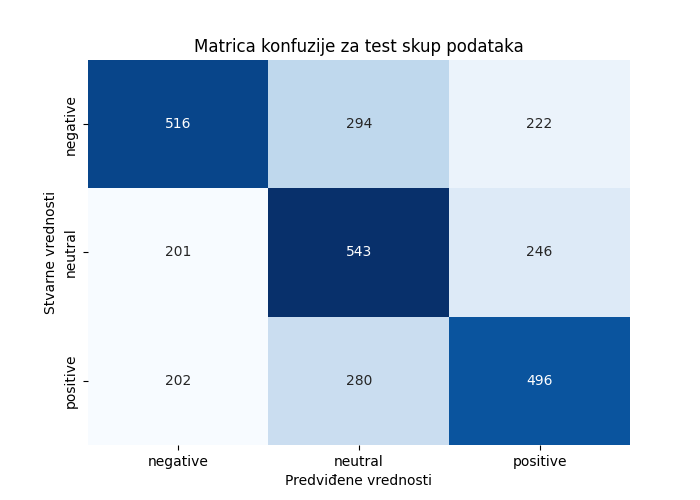 Matrica konfuzije za test skup podataka
Stvarne vrednosti
negative
516
294
222
neutral
201
543
246
positive
202
280
496
negative
neutral
positive
Predviđene vrednosti